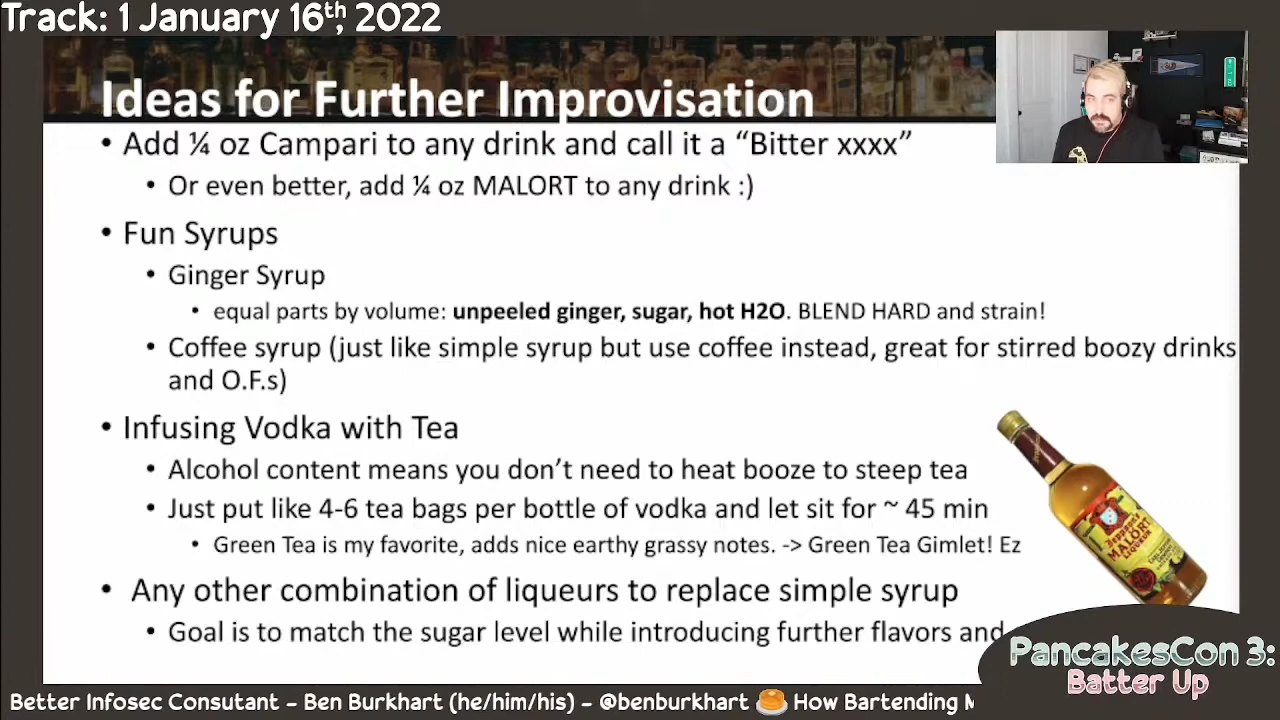 Track: 1 January 16th, 2022
Ideas for Further Improvisation
• Add ¼ oz Campari to any drink and call it a “Bitter xxxx”
• Or even better, add ¼ oz MALORT to any drink :)
• Fun Syrups
• Ginger Syrup
• equal parts by volume: unpeeled ginger, sugar, hot H2O. BLEND HARD and strain!
• Coffee syrup (just like simple syrup but use coffee instead, great for stirred boozy drinks
and O.F.s)
• Infusing Vodka with Tea
• Alcohol content means you don’t need to heat booze to steep tea
• Just put like 4-6 tea bags per bottle of vodka and let sit for ~ 45 min
• Green Tea is my favorite, adds nice earthy grassy notes. -> Green Tea Gimlet! Ez
• Any other combination of liqueurs to replace simple syrup
• Goal is to match the sugar level while introducing further flavors and
MALORT
LIQUEUR
PancakesCon 3:
Batter Up
Better Infosec Consutant - Ben Burkhart (he/him/his) - @benburkhart 🥞 How Bartending M